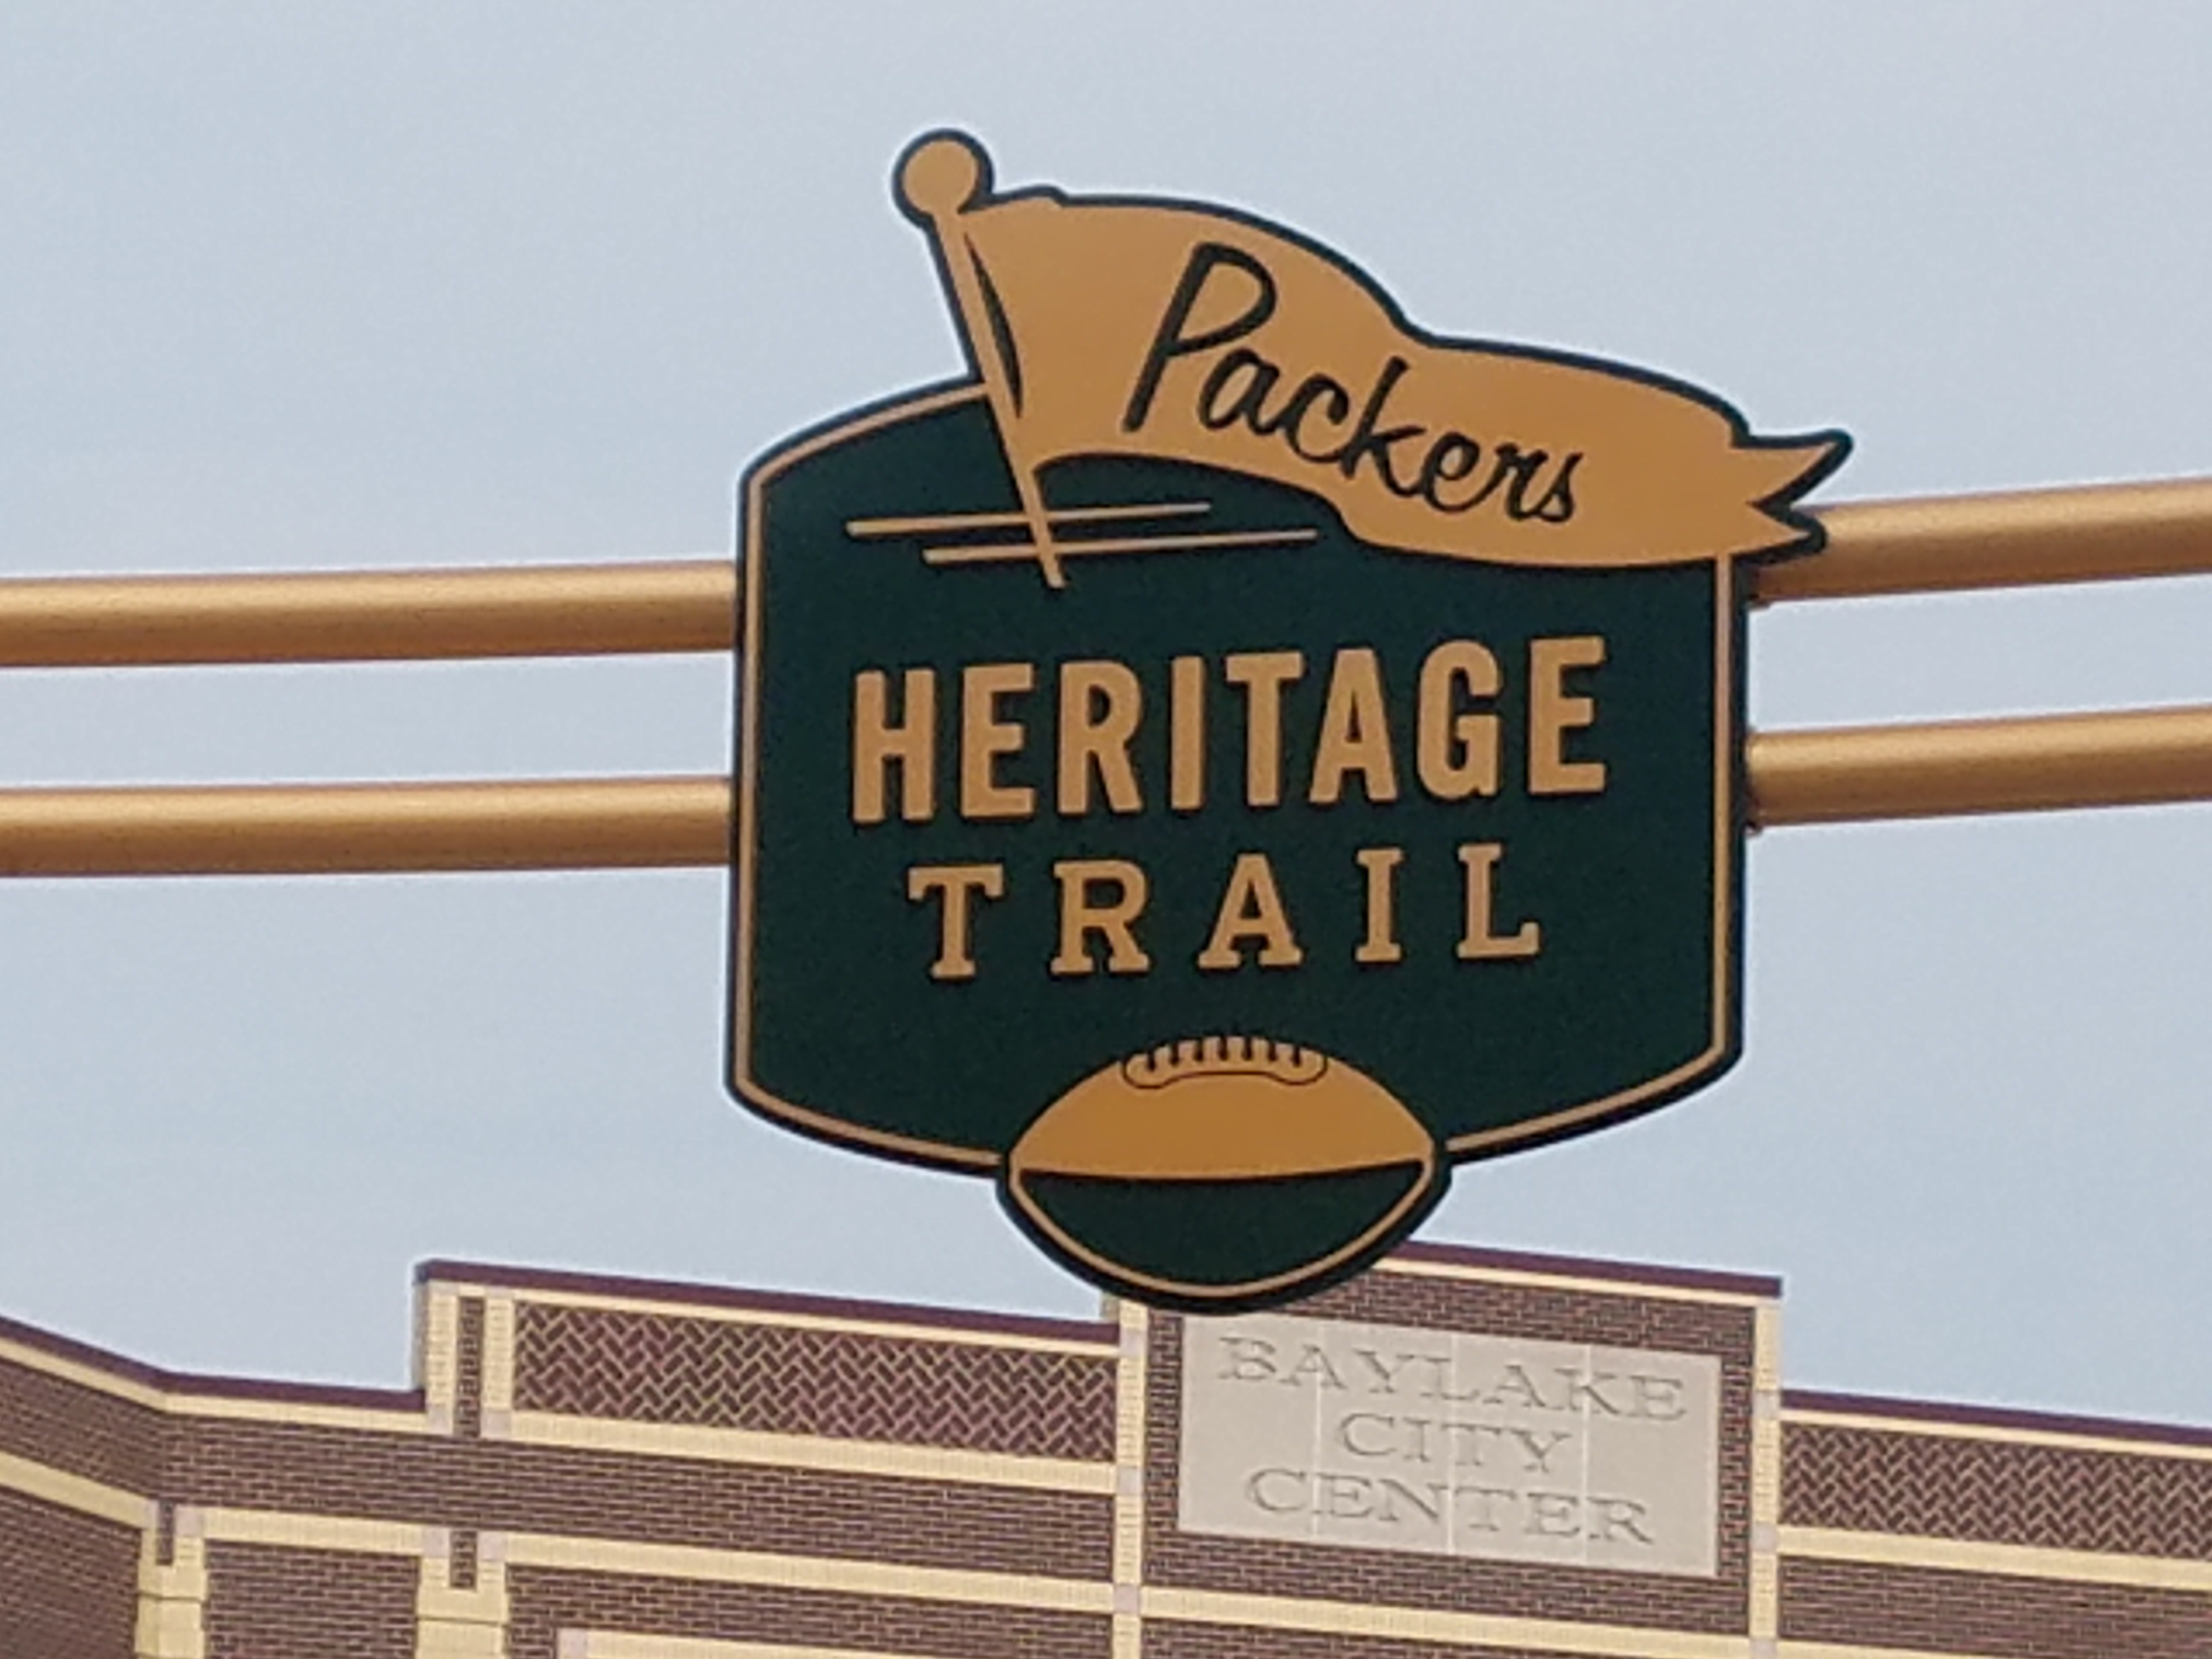 Packers
HERITAGE
TRAIL
BAYLAKE
CITY
CENTER